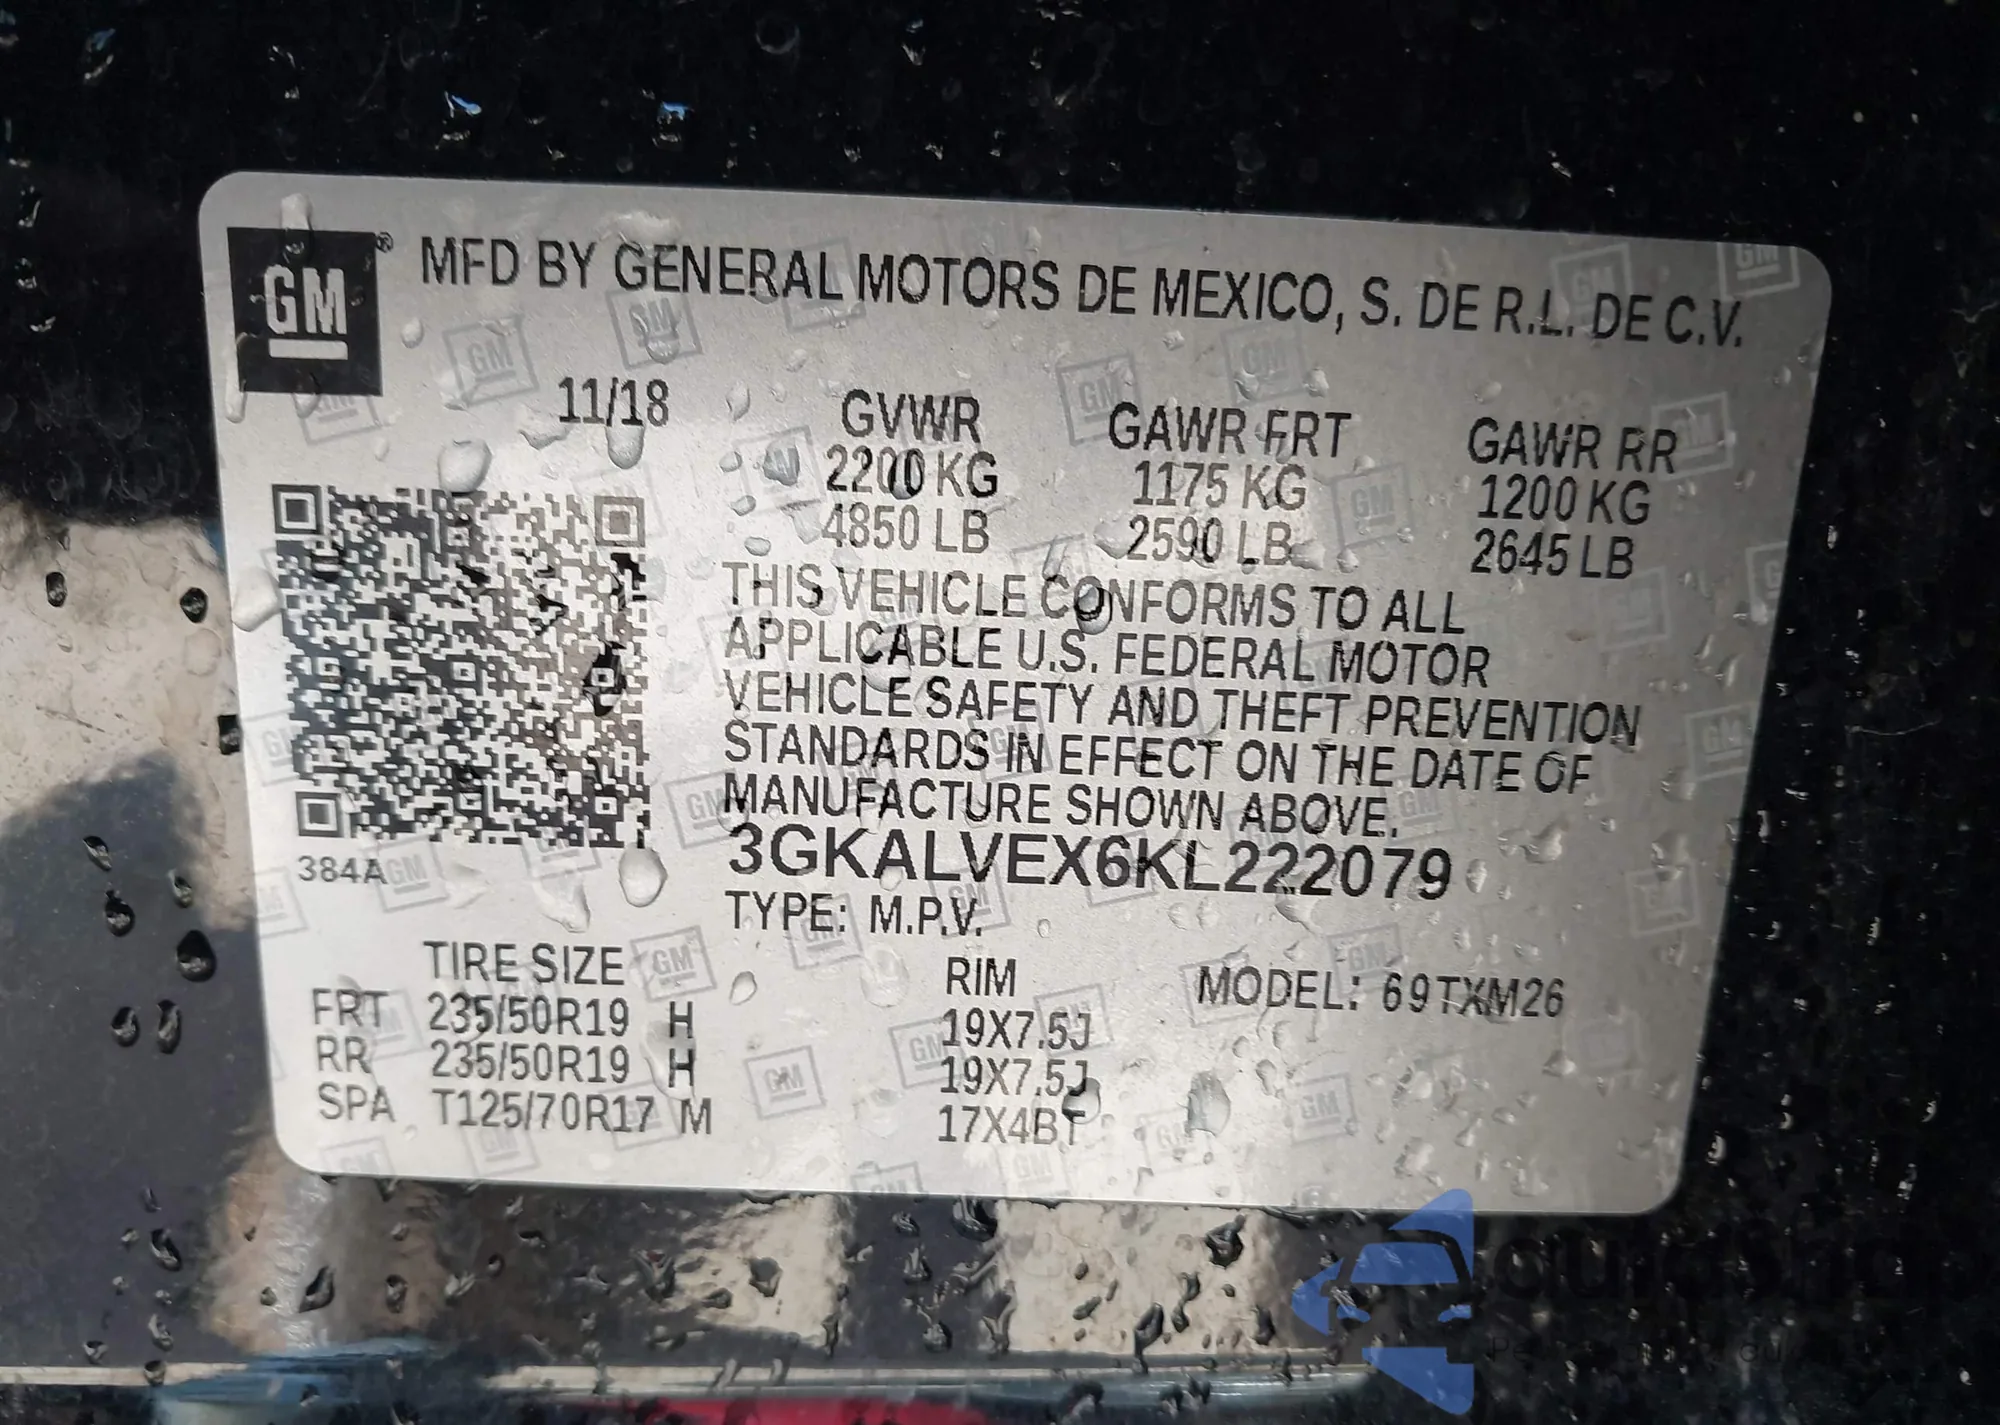 GM® MFD BY GENERAL MOTORS DE MEXICO, S. DE R.L. DE C.V.
11/18 GVWR GAWR FRT GAWR RR
2200 KG 1175 KG 1200 KG
4850 LB 2590 LB 2645 LB
THIS VEHICLE CONFORMS TO ALL
APPLICABLE U.S. FEDERAL MOTOR
VEHICLE SAFETY AND THEFT PREVENTION
STANDARDS IN EFFECT ON THE DATE OF
MANUFACTURE SHOWN ABOVE.
384A 3GKALVEX6KL222079
TYPE: M.P.V.
TIRE SIZE RIM MODEL: 69TXM26
FRT 235/50R19 H 19X7.5J
RR 235/50R19 H 19X7.5J
SPA T125/70R17 M 17X4BT